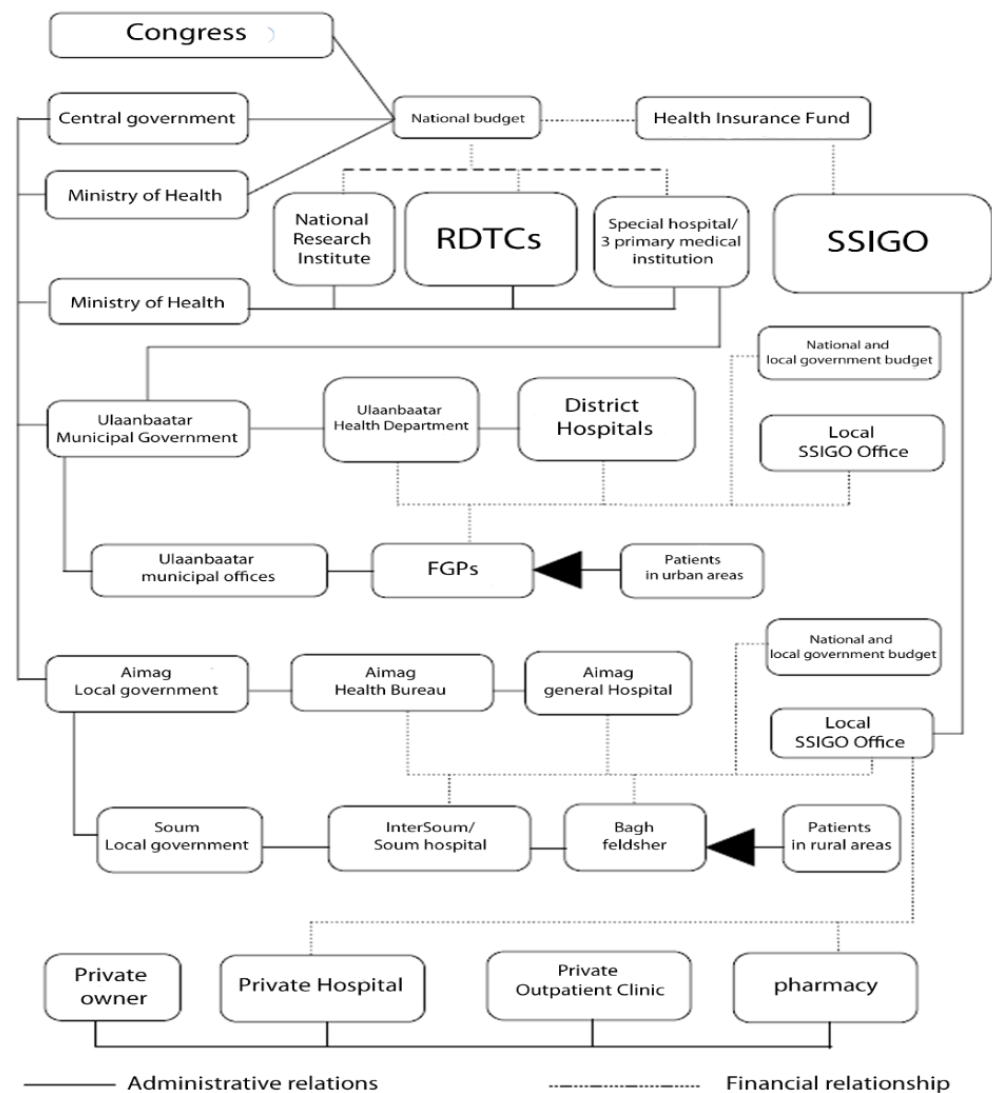 Congress
Central government
National budget
Health Insurance Fund
Ministry of Health
National
Research
Institute
RDTCs
Special hospital/
3 primary medical
institution
SSIGO
Ministry of Health
National and
local government budget
Ulaanbaatar
Municipal Government
Ulaanbaatar
Health Department
District
Hospitals
Local
SSIGO Office
Ulaanbaatar
municipal offices
FGPs
Patients
in urban areas
National and
local government budget
Aimag
Local government
Aimag
Health Bureau
Aimag
general Hospital
Local
SSIGO Office
Soum
Local government
InterSoum/
Soum hospital
Bagh
feldsher
Patients
in rural areas
Private
owner
Private Hospital
Private
Outpatient Clinic
pharmacy
Administrative relations
Financial relationship